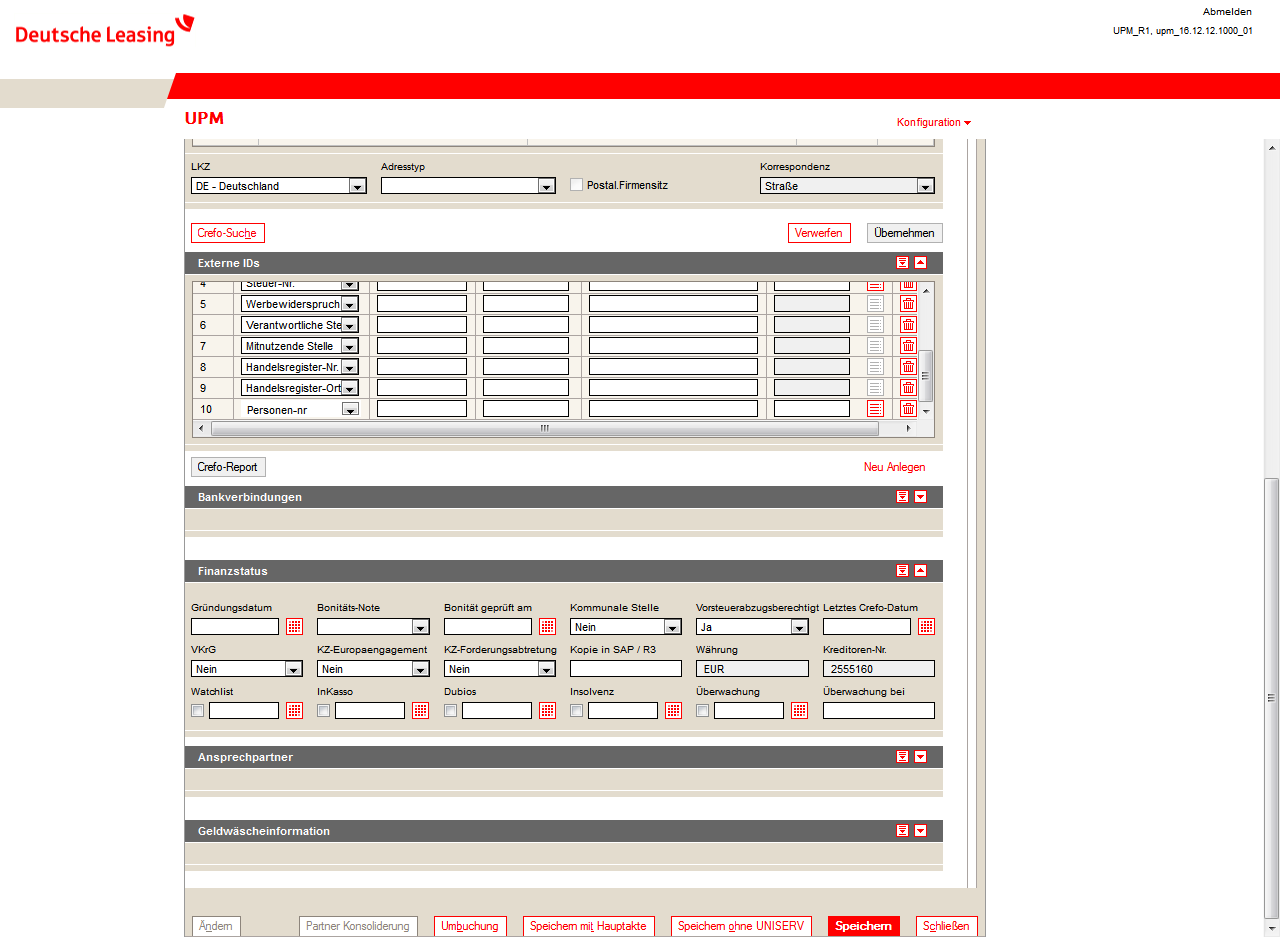 Abmelden
Deutsche Leasing
UPM_R1, upm_16.12.12.1000_01
UPM
Konfiguration
LKZ Adresstyp Korrespondenz
DE - Deutschland Postal.Firmensitz Straße
Crefo-Suche Verwerfen Übernehmen
Externe IDs
4 Steuer-Nr.
5 Werbewiderspruch
6 Verantwortliche Ste
7 Mitnutzende Stelle
8 Handelsregister-Nr.
9 Handelsregister-Ort
10 Personen-nr
Crefo-Report Neu Anlegen
Bankverbindungen
Finanzstatus
Gründungsdatum Bonitäts-Note Bonität geprüft am Kommunale Stelle Vorsteuerabzugsberechtigt Letztes Crefo-Datum
Nein Ja
VKrG KZ-Europaengagement KZ-Forderungsabtretung Kopie in SAP / R3 Währung Kreditoren-Nr.
Nein Nein Nein EUR 2555160
Watchlist InKasso Dubios Insolvenz Überwachung Überwachung bei
Ansprechpartner
Geldwäscheinformation
Ändern Partner Konsolidierung Umbuchung Speichern mit Hauptakte Speichern ohne UNISERV Speichern Schließen